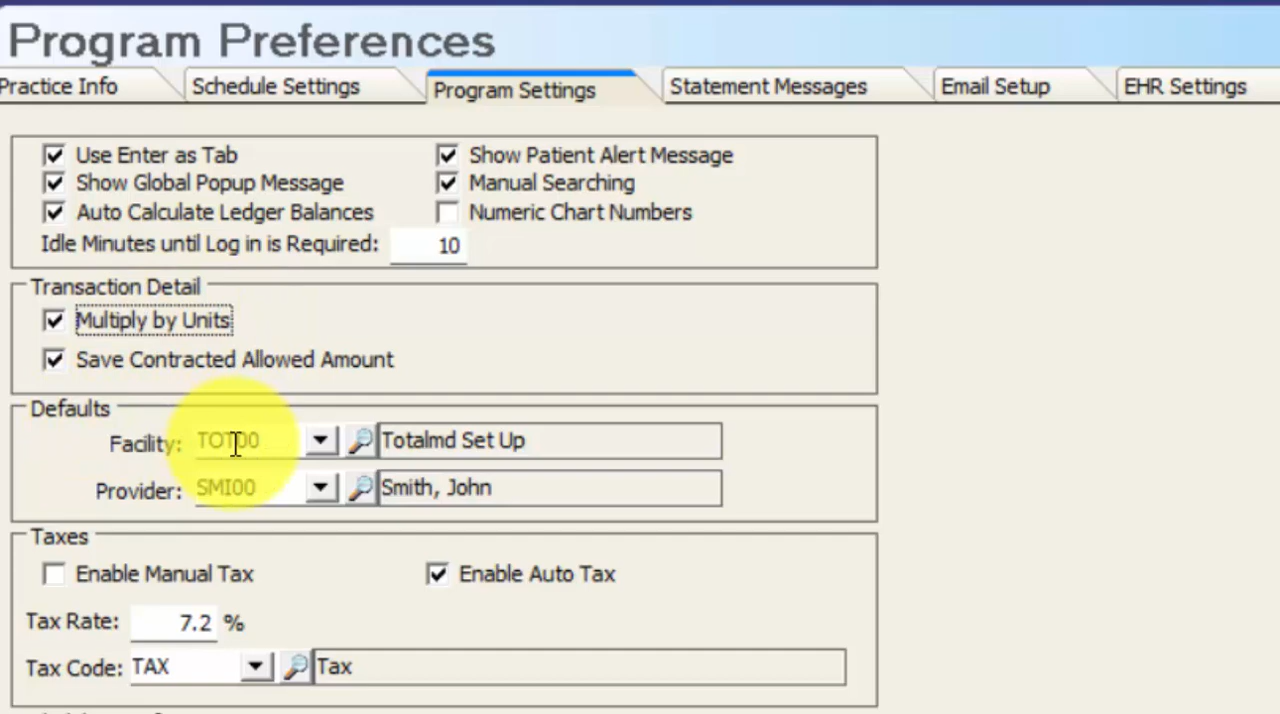 Program Preferences
Practice Info Schedule Settings Program Settings Statement Messages Email Setup EHR Settings
Use Enter as Tab Show Patient Alert Message
Show Global Popup Message Manual Searching
Auto Calculate Ledger Balances Numeric Chart Numbers
Idle Minutes until Log in is Required: 10
Transaction Detail
Multiply by Units
Save Contracted Allowed Amount
Defaults
Facility: TOT00 Totalmd Set Up
Provider: SMI00 Smith, John
Taxes
Enable Manual Tax Enable Auto Tax
Tax Rate: 7.2 %
Tax Code: TAX Tax